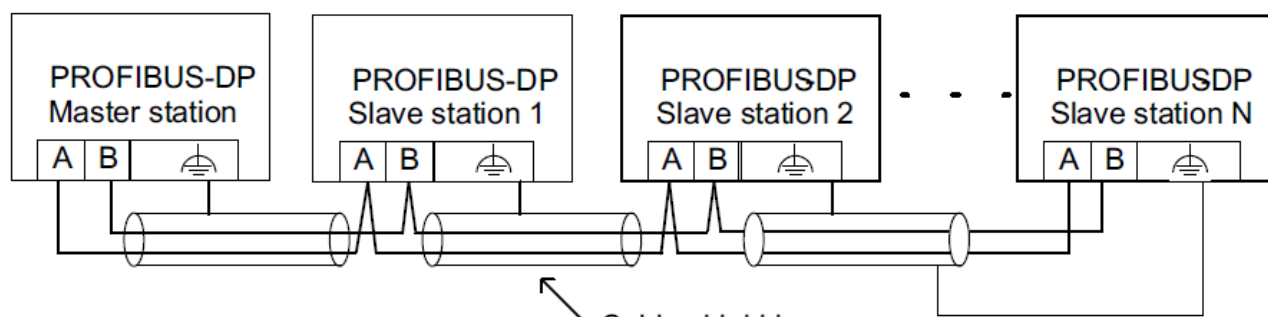 PROFIBUS-DP
Master station
A B
PROFIBUS-DP
Slave station 1
A B
PROFIBUSDP
Slave station 2
A B
PROFIBUSDP
Slave station N
A B